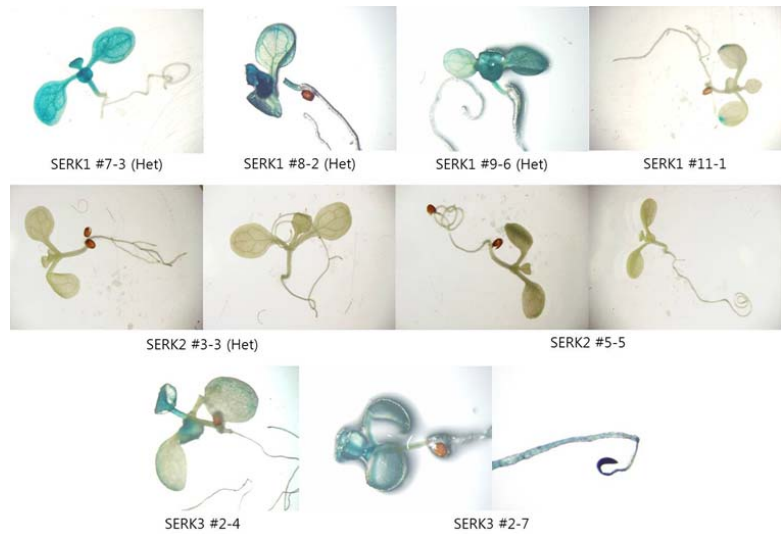 SERK1 #7-3 (Het)
SERK1 #8-2 (Het)
SERK1 #9-6 (Het)
SERK1 #11-1
SERK2 #3-3 (Het)
SERK2 #5-5
SERK3 #2-4
SERK3 #2-7